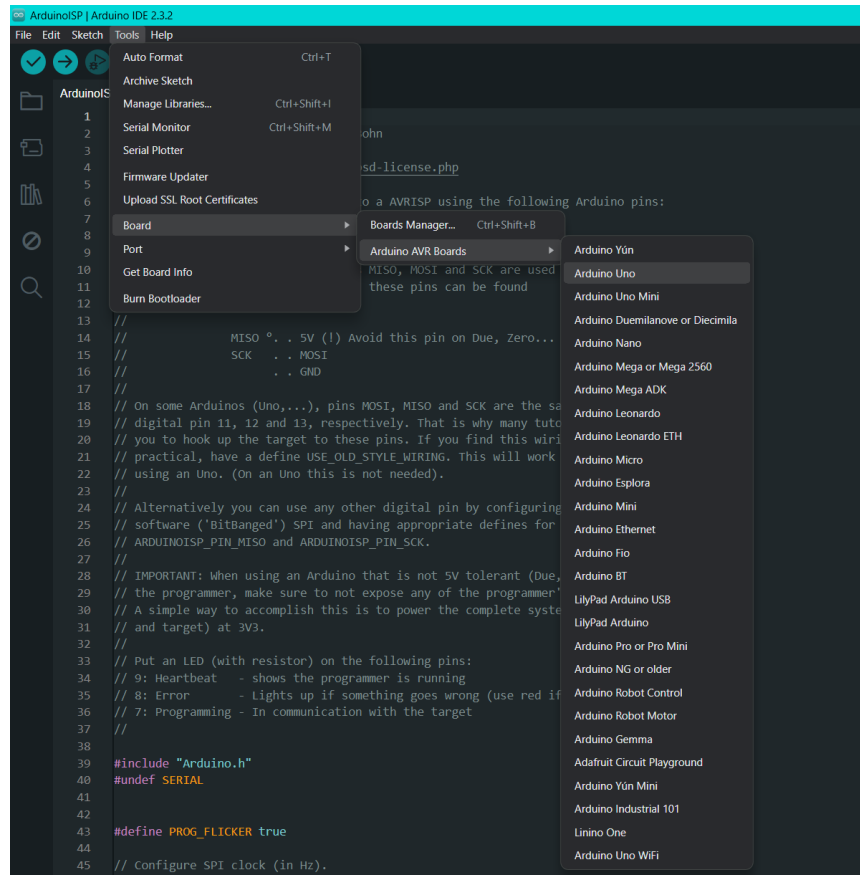 ArduinoISP | Arduino IDE 2.3.2
File Edit Sketch Tools Help
ArduinoIS
Auto Format Ctrl+T
Archive Sketch
Manage Libraries... Ctrl+Shift+I
Serial Monitor Ctrl+Shift+M
Serial Plotter
Firmware Updater
Upload SSL Root Certificates
Board
Port
Get Board Info
Burn Bootloader
Boards Manager... Ctrl+Shift+B
Arduino AVR Boards
Arduino Yún
Arduino Uno
Arduino Uno Mini
Arduino Duemilanove or Diecimila
Arduino Nano
Arduino Mega or Mega 2560
Arduino Mega ADK
Arduino Leonardo
Arduino Leonardo ETH
Arduino Micro
Arduino Esplora
Arduino Mini
Arduino Ethernet
Arduino Fio
Arduino BT
LilyPad Arduino USB
LilyPad Arduino
Arduino Pro or Pro Mini
Arduino NG or older
Arduino Robot Control
Arduino Robot Motor
Arduino Gemma
Adafruit Circuit Playground
Arduino Yún Mini
Arduino Industrial 101
Linino One
Arduino Uno WiFi
1
2 ohn
3
4 sd-license.php
5
6 o a AVRISP using the following Arduino pins:
7
8
9
10 MISO, MOSI and SCK are used
11 these pins can be found
12
13 //
14 // MISO °. . 5V (!) Avoid this pin on Due, Zero...
15 // SCK . . MOSI
16 // . . GND
17 //
18 // On some Arduinos (Uno,...), pins MOSI, MISO and SCK are the sa
19 // digital pin 11, 12 and 13, respectively. That is why many tuto
20 // you to hook up the target to these pins. If you find this wiri
21 // practical, have a define USE_OLD_STYLE_WIRING. This will work
22 // using an Uno. (On an Uno this is not needed).
23 //
24 // Alternatively you can use any other digital pin by configuring
25 // software ('BitBanged') SPI and having appropriate defines for
26 // ARDUINOISP_PIN_MISO and ARDUINOISP_PIN_SCK.
27 //
28 // IMPORTANT: When using an Arduino that is not 5V tolerant (Due,
29 // the programmer, make sure to not expose any of the programmer'
30 // A simple way to accomplish this is to power the complete syste
31 // and target) at 3V3.
32 //
33 // Put an LED (with resistor) on the following pins:
34 // 9: Heartbeat - shows the programmer is running
35 // 8: Error - Lights up if something goes wrong (use red if
36 // 7: Programming - In communication with the target
37 //
38
39 #include "Arduino.h"
40 #undef SERIAL
41
42
43 #define PROG_FLICKER true
44
45 // Configure SPI clock (in Hz).